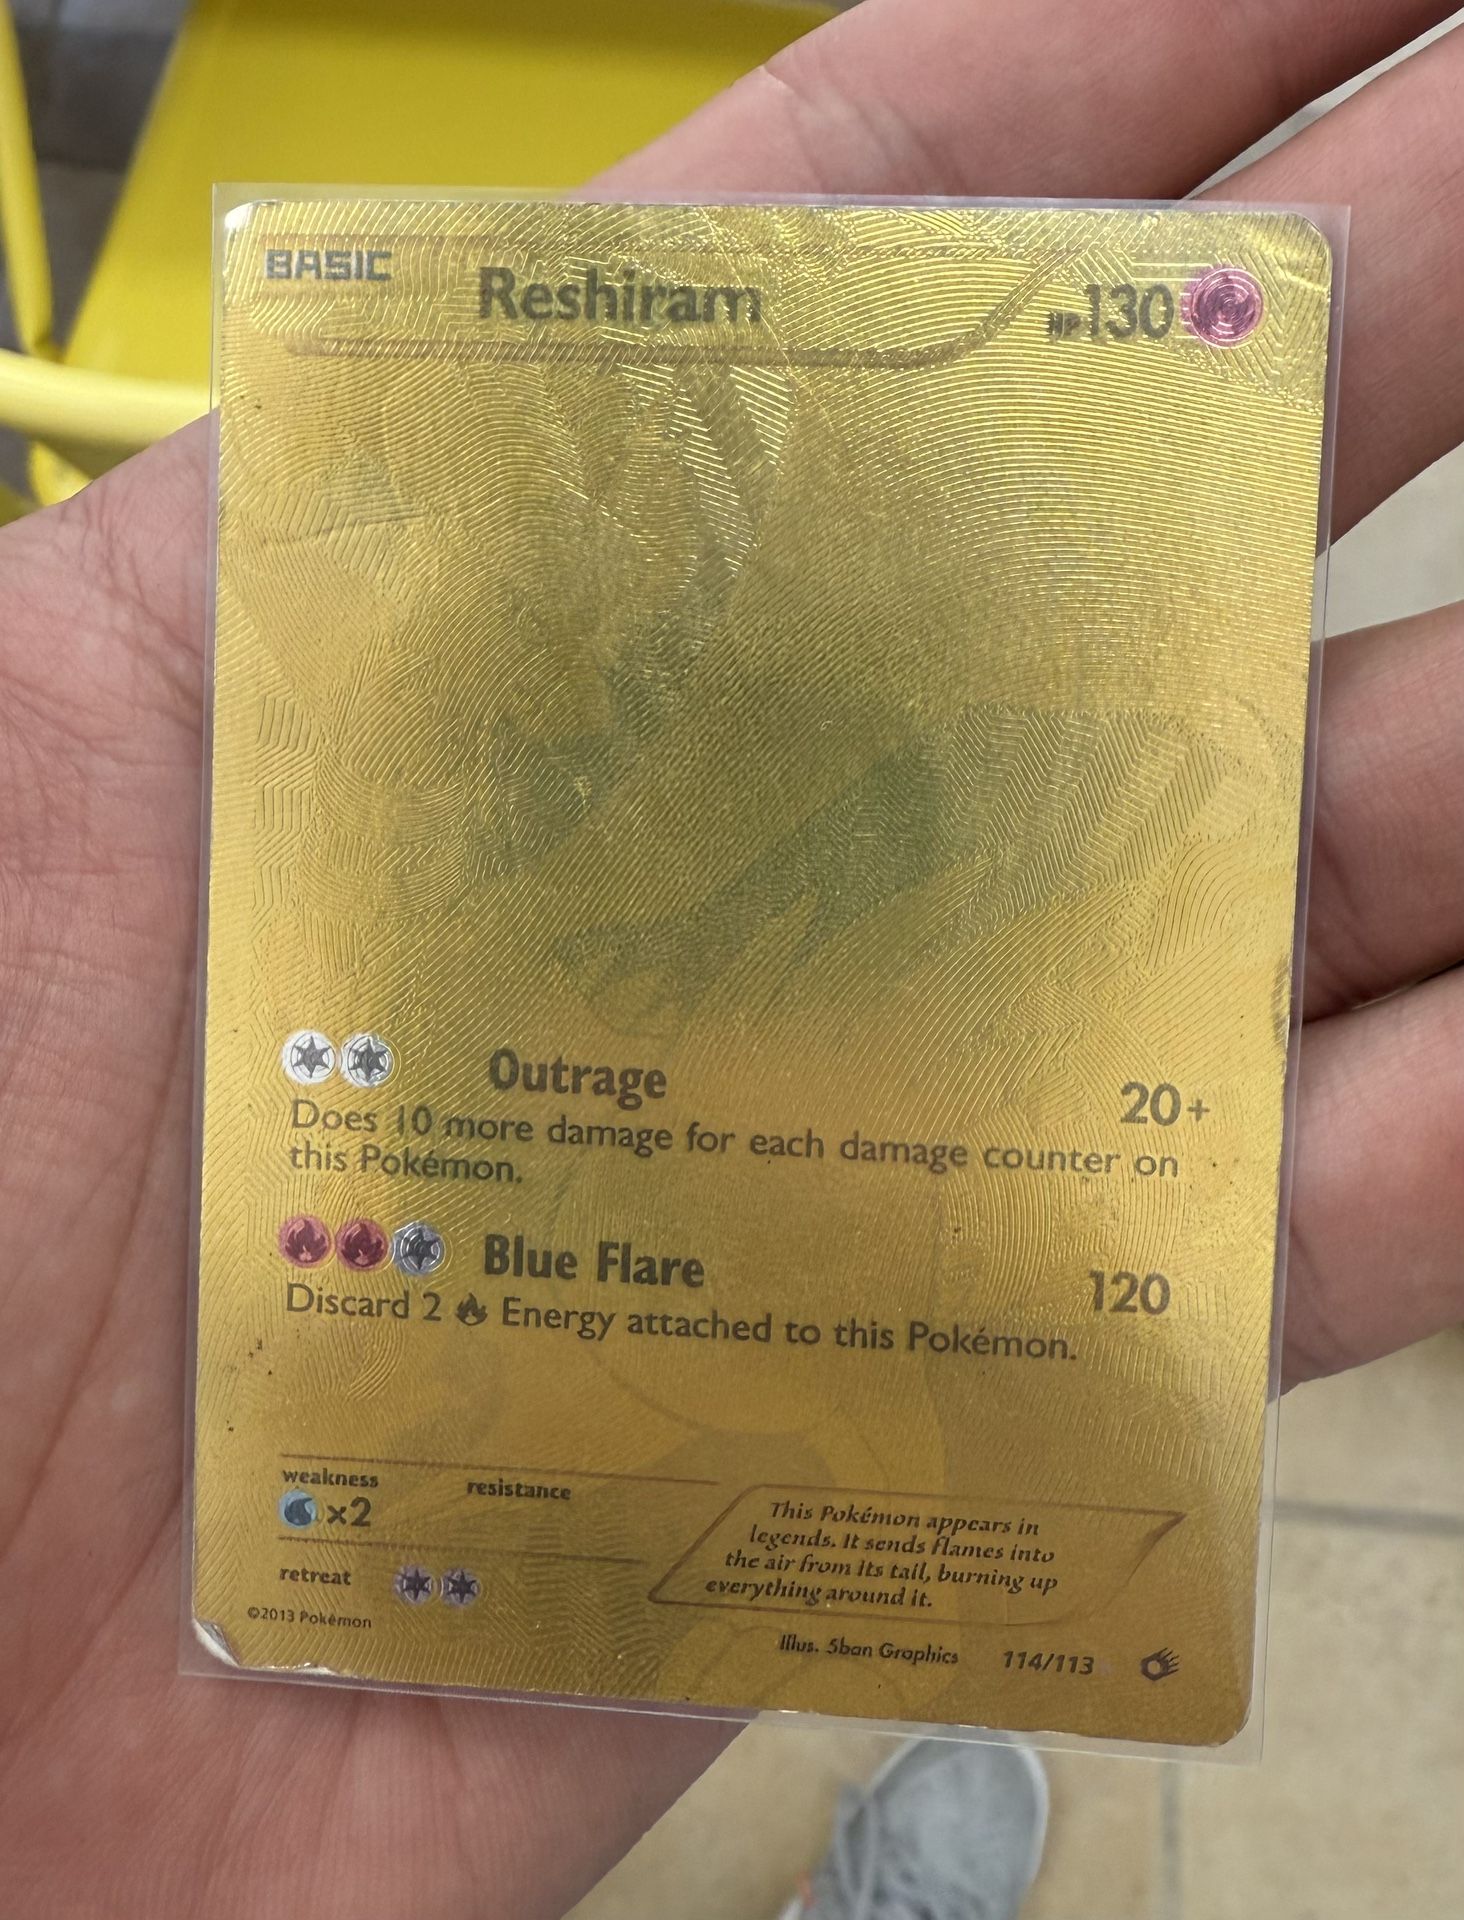 BASIC
Reshiram
HP130
Outrage
20+
Does 10 more damage for each damage counter on
this Pokémon.
Blue Flare
120
Discard 2 Energy attached to this Pokémon.
weakness
×2
resistance
retreat
This Pokémon appears in
legends. It sends flames into
the air from its tail, burning up
everything around it.
©2013 Pokémon
Illus. 5ban Graphics
114/113